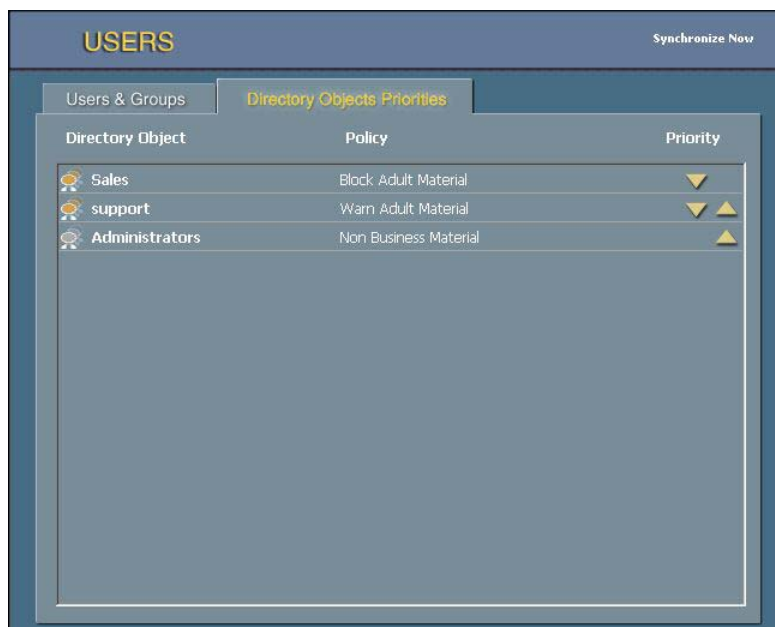 USERS
Synchronize Now
Users & Groups
Directory Objects Priorities
Directory Object Policy Priority
Sales Block Adult Material
support Warn Adult Material
Administrators Non Business Material